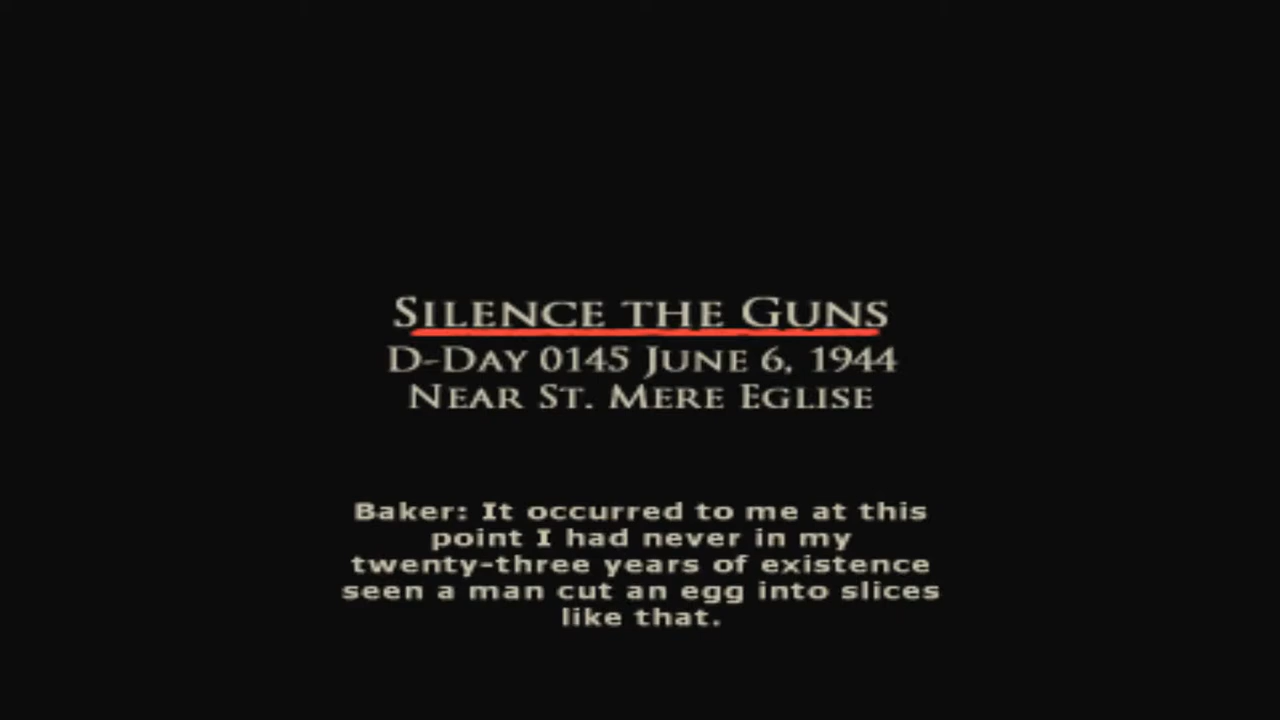 Silence the Guns
D-Day 0145 June 6, 1944
Near St. Mere Eglise
Baker: It occurred to me at this
point I had never in my
twenty-three years of existence
seen a man cut an egg into slices
like that.